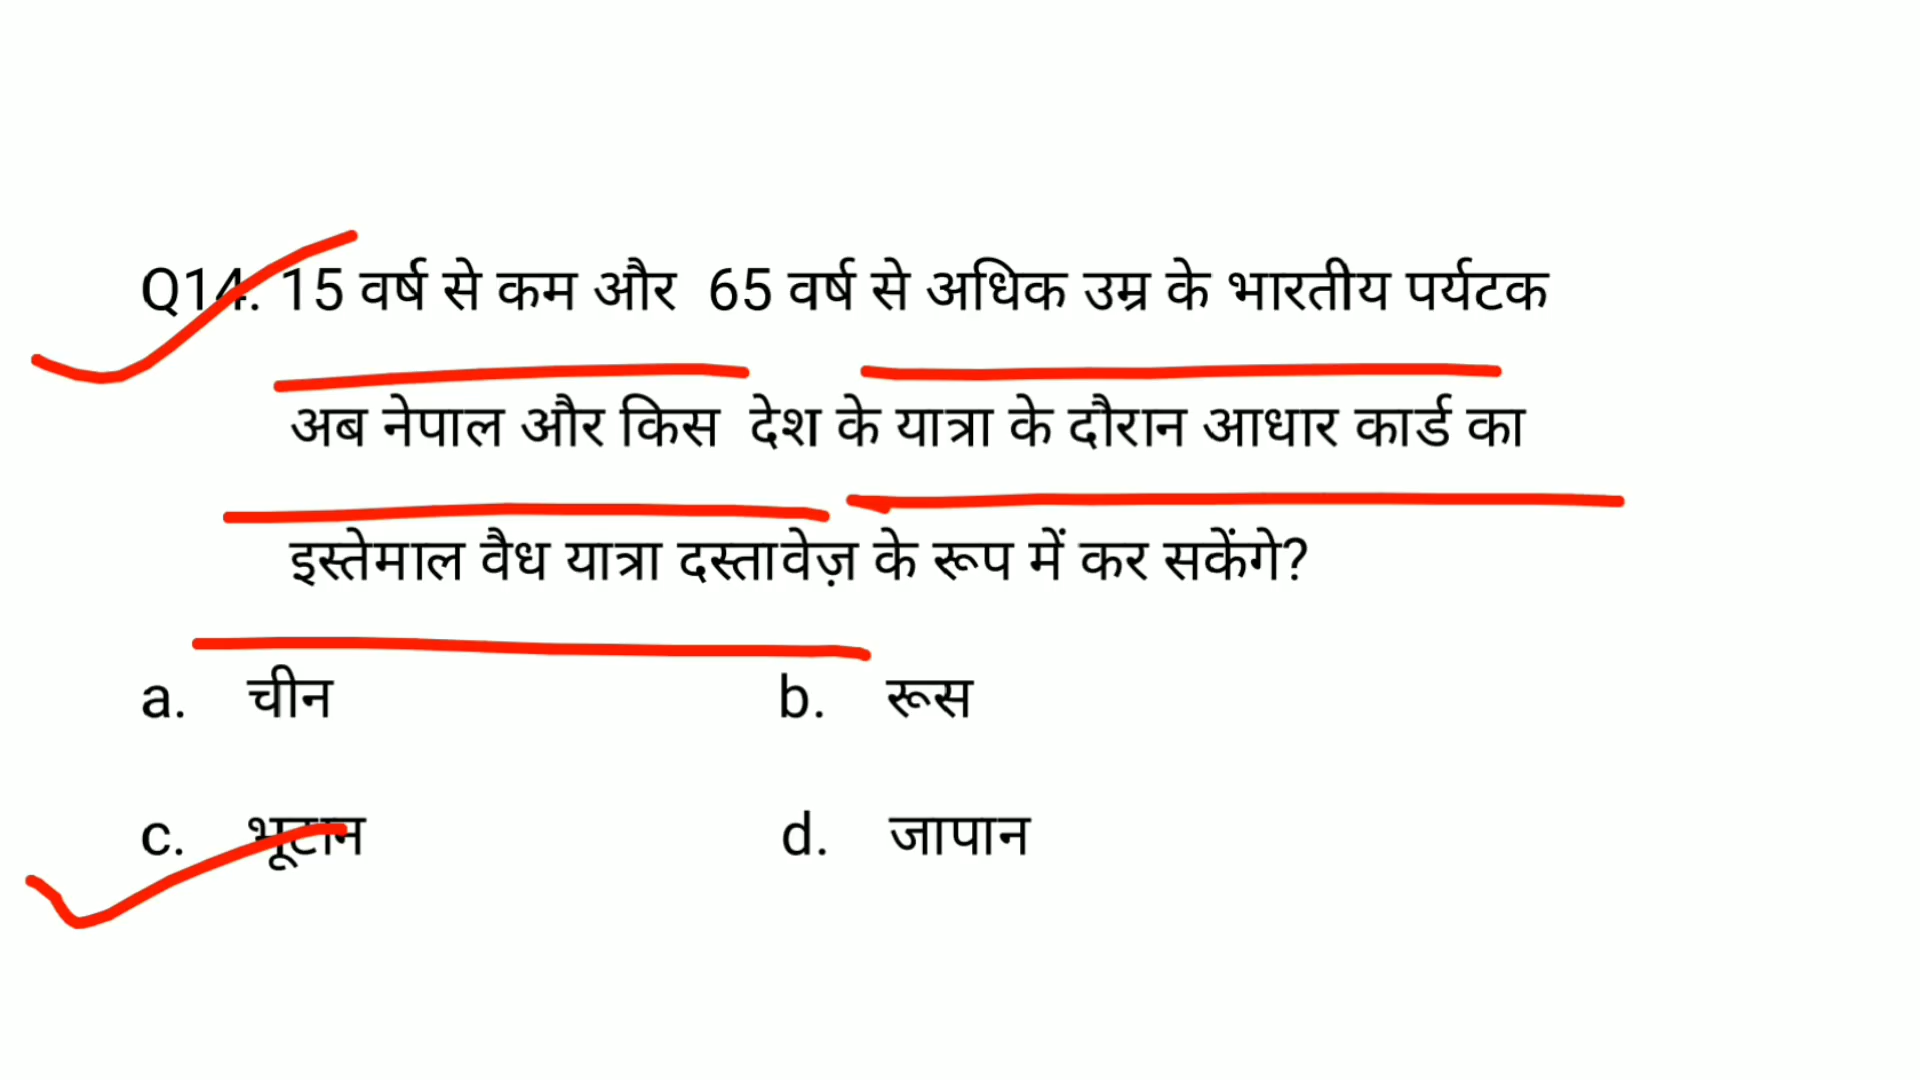 Q14. 15 वर्ष से कम और 65 वर्ष से अधिक उम्र के भारतीय पर्यटक
अब नेपाल और किस देश के यात्रा के दौरान आधार कार्ड का
इस्तेमाल वैध यात्रा दस्तावेज़ के रूप में कर सकेंगे?
a. चीन b. रूस
c. भूटान d. जापान